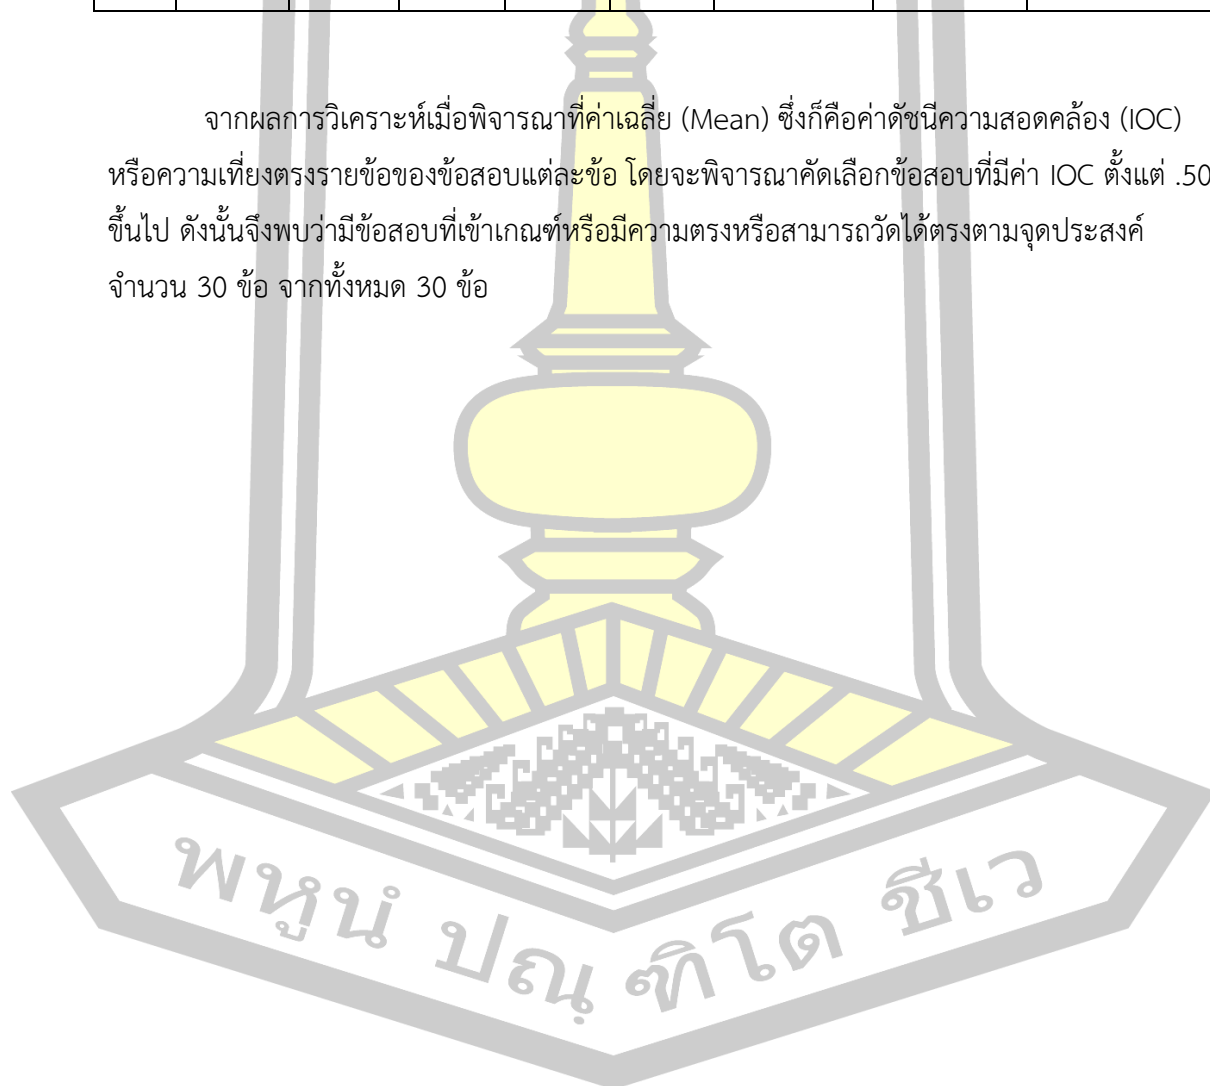 จากผลการวิเคราะห์เมื่อพิจารณาที่ค่าเฉลี่ย (Mean) ซึ่งก็คือค่าดัชนีความสอดคล้อง (IOC)
หรือความเที่ยงตรงรายข้อของข้อสอบแต่ละข้อ โดยจะพิจารณาคัดเลือกข้อสอบที่มีค่า IOC ตั้งแต่ .50
ขึ้นไป ดังนั้นจึงพบว่ามีข้อสอบที่เข้าเกณฑ์หรือมีความตรงหรือสามารถวัดได้ตรงตามจุดประสงค์
จำนวน 30 ข้อ จากทั้งหมด 30 ข้อ
พหูนํ ปณฺฑิโต ชีเว